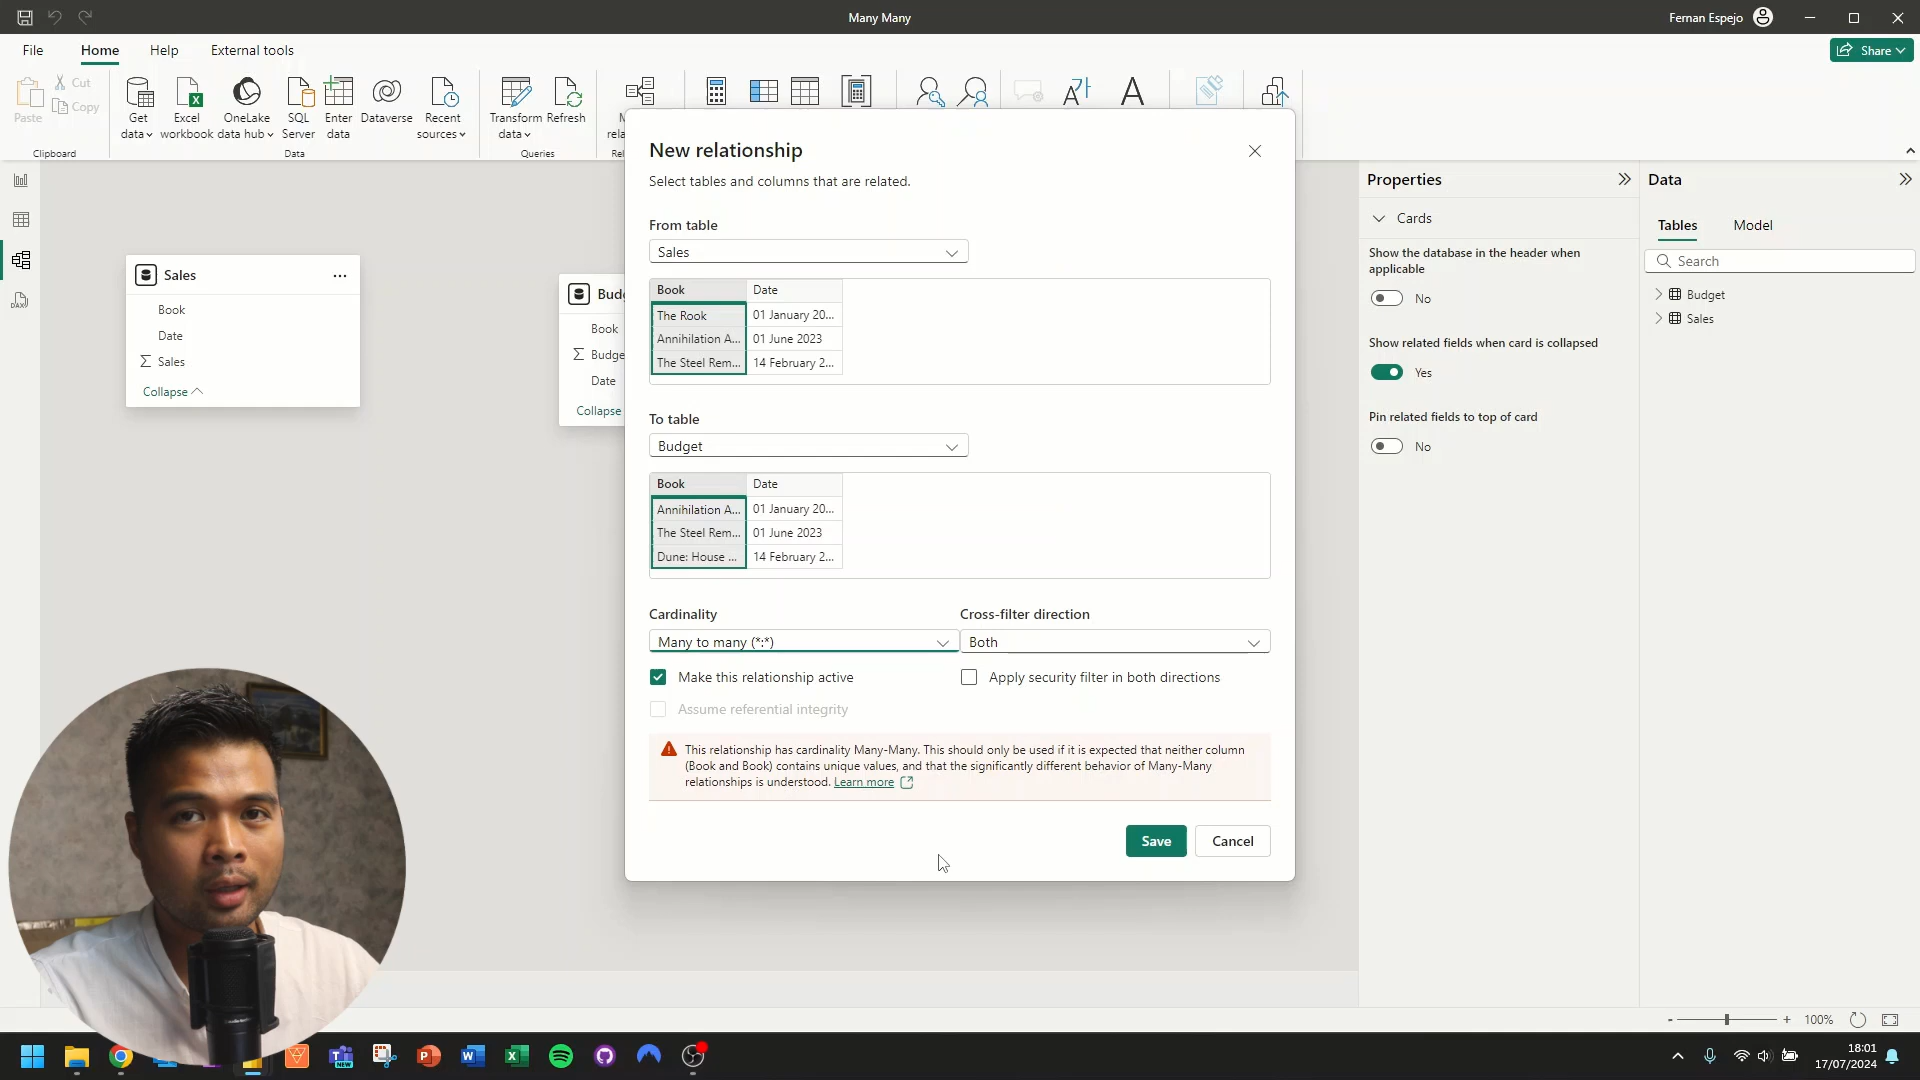 Many Many
Fernan Espejo
File
Home
Help
External tools
Share
Paste
Cut
Copy
Clipboard
Get data
Excel workbook
OneLake data hub
SQL Server
Enter data
Dataverse
Recent sources
Data
Transform data
Refresh
Queries
Sales
Book
Date
Sales
Collapse
Book
Date
Collapse
New relationship
Select tables and columns that are related.
From table
Sales
Book Date
The Rook 01 January 20...
Annihilation A... 01 June 2023
The Steel Rem... 14 February 2...
To table
Budget
Book Date
Annihilation A... 01 January 20...
The Steel Rem... 01 June 2023
Dune: House ... 14 February 2...
Cardinality
Many to many (*:*)
Cross-filter direction
Both
Make this relationship active
Apply security filter in both directions
Assume referential integrity
This relationship has cardinality Many-Many. This should only be used if it is expected that neither column
(Book and Book) contains unique values, and that the significantly different behavior of Many-Many
relationships is understood. Learn more
Save
Cancel
Properties
Cards
Show the database in the header when
applicable
No
Show related fields when card is collapsed
Yes
Pin related fields to top of card
No
Data
Tables
Model
Search
Budget
Sales
- + 100%
18:01
17/07/2024